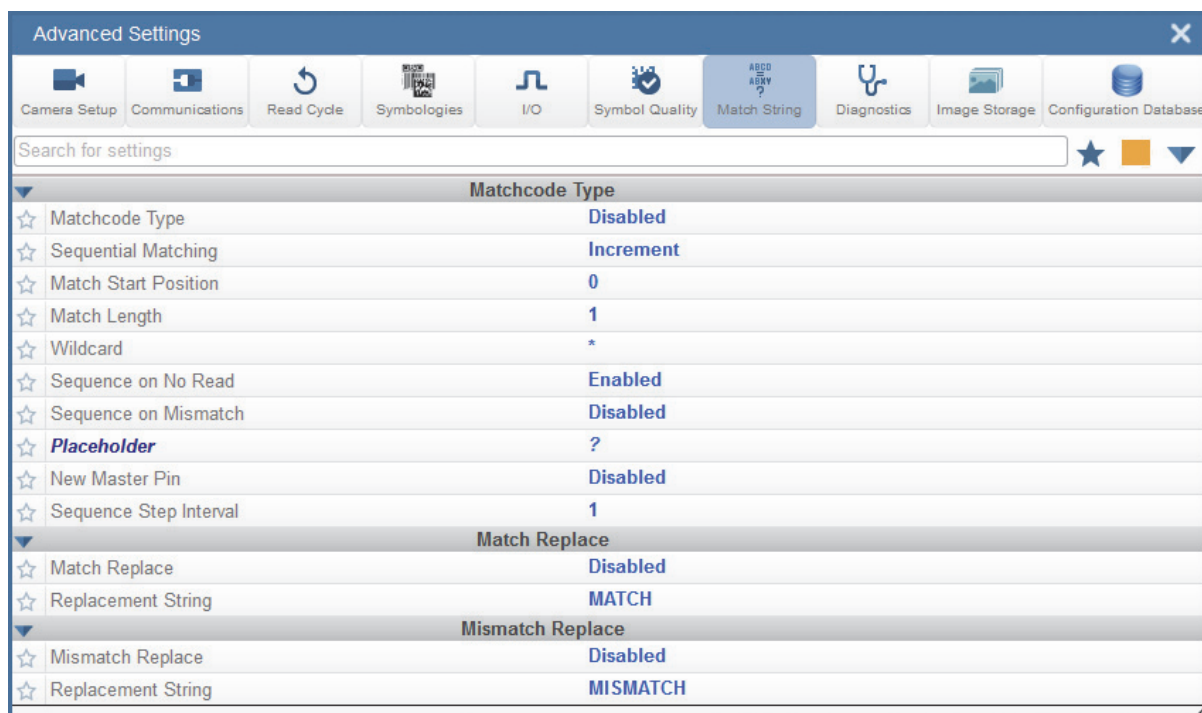 Advanced Settings
Camera Setup Communications Read Cycle Symbologies I/O Symbol Quality Match String Diagnostics Image Storage Configuration Database
ABCD
ABXY
?
Search for settings
Matchcode Type
Matchcode Type Disabled
Sequential Matching Increment
Match Start Position 0
Match Length 1
Wildcard *
Sequence on No Read Enabled
Sequence on Mismatch Disabled
Placeholder ?
New Master Pin Disabled
Sequence Step Interval 1
Match Replace
Match Replace Disabled
Replacement String MATCH
Mismatch Replace
Mismatch Replace Disabled
Replacement String MISMATCH